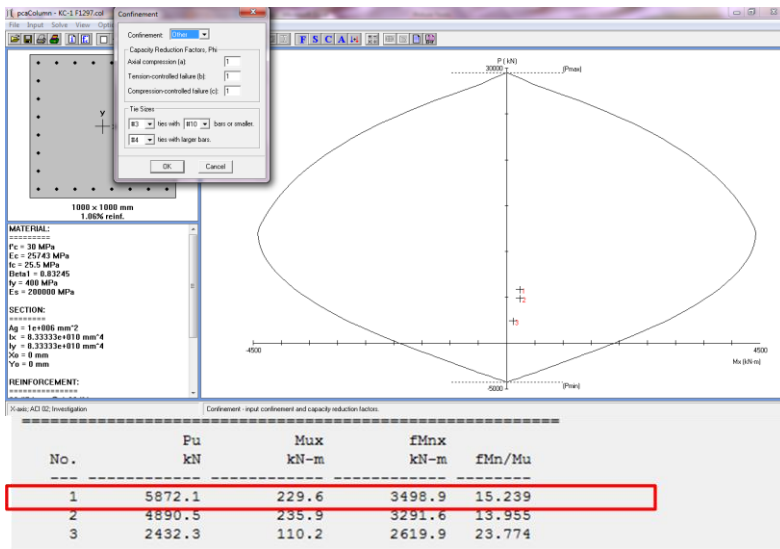 pcaColumn - KC-1 F1297.col
File Input Solve View
Confinement
Confinement: Other
Capacity Reduction Factors, Phi
Axial compression (a): 1
Tension-controlled failure (b): 1
Compression-controlled failure (c): 1
Tie Sizes
#3 ties with #10 bars or smaller.
#4 ties with larger bars.
OK Cancel
F S C A
y
1000 x 1000 mm
1.06% reinf.
MATERIAL:
=========
f'c = 30 MPa
Ec = 25743 MPa
fc = 25.5 MPa
Beta1 = 0.83245
fy = 400 MPa
Es = 200000 MPa
SECTION:
========
Ag = 1e+006 mm^2
Ix = 8.33333e+010 mm^4
Iy = 8.33333e+010 mm^4
Xo = 0 mm
Yo = 0 mm
REINFORCEMENT:
==============
P ( kN)
30000
(Pmax)
1
2
3
-4500
4500
Mx (kN-m)
-5000
(Pmin)
X-axis; ACI 02; Investigation
Confinement - input confinement and capacity reduction factors.
Pu Mux fMnx
No. kN kN-m kN-m fMn/Mu
1 5872.1 229.6 3498.9 15.239
2 4890.5 235.9 3291.6 13.955
3 2432.3 110.2 2619.9 23.774